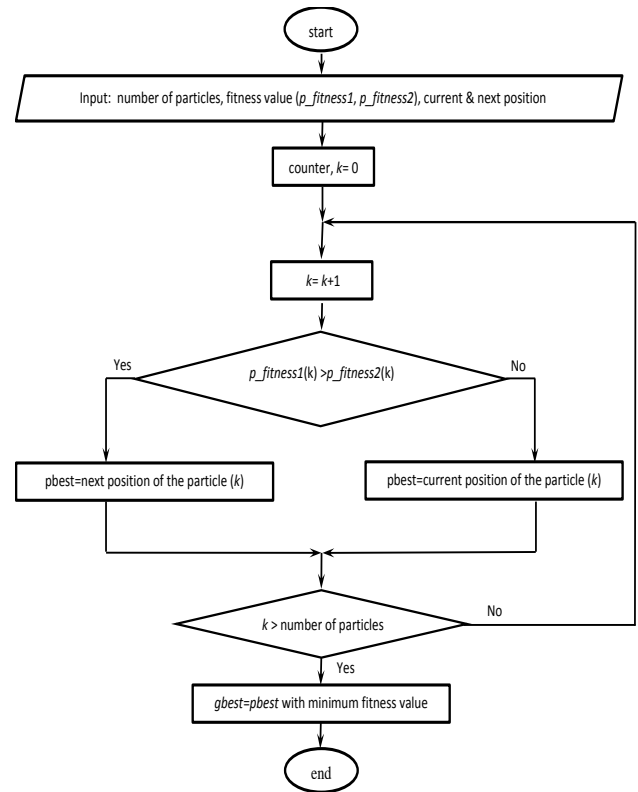 start
Input: number of particles, fitness value (p_fitness1, p_fitness2), current & next position
counter, k= 0
k= k+1
p_fitness1(k) >p_fitness2(k)
Yes
No
pbest=next position of the particle (k)
pbest=current position of the particle (k)
k > number of particles
No
Yes
gbest=pbest with minimum fitness value
end